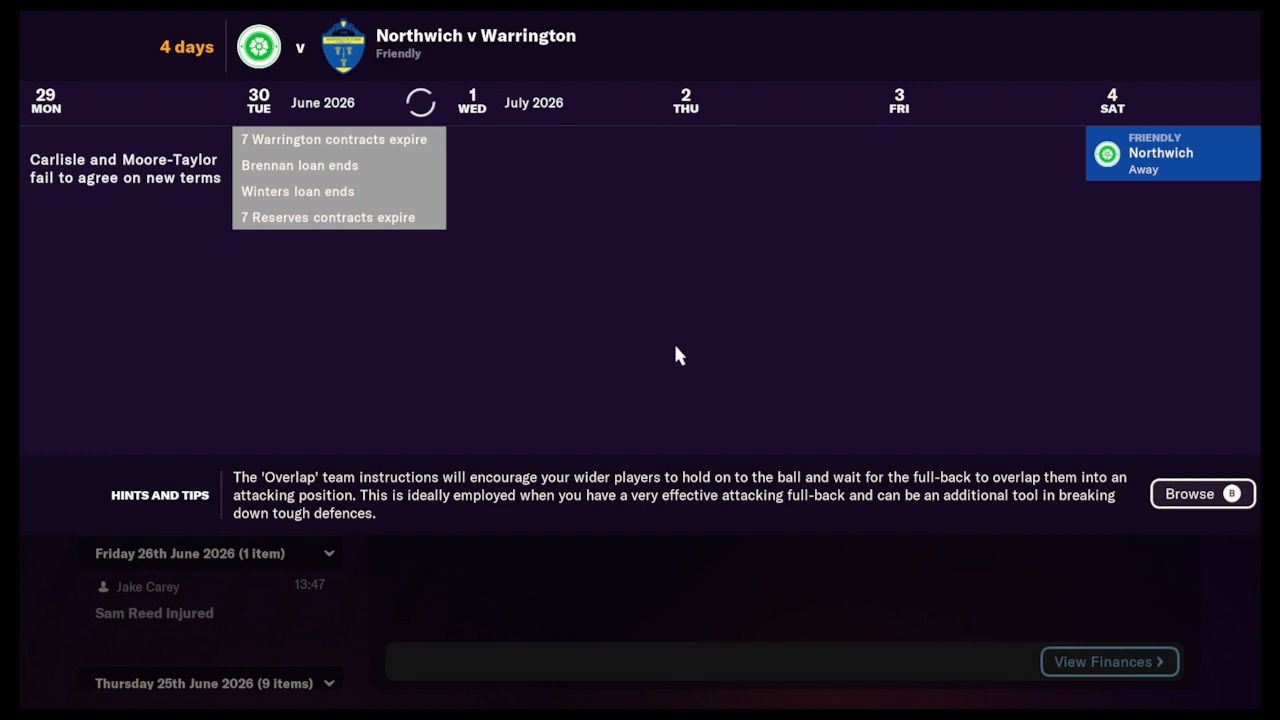 4 days
v
Northwich v Warrington
Friendly
29
MON
30
TUE
June 2026
1
WED
July 2026
2
THU
3
FRI
4
SAT
Carlisle and Moore-Taylor
fail to agree on new terms
7 Warrington contracts expire
Brennan loan ends
Winters loan ends
7 Reserves contracts expire
FRIENDLY
Northwich
Away
HINTS AND TIPS
The 'Overlap' team instructions will encourage your wider players to hold on to the ball and wait for the full-back to overlap them into an
attacking position. This is ideally employed when you have a very effective attacking full-back and can be an additional tool in breaking
down tough defences.
Browse B
Friday 26th June 2026 (1 item)
Jake Carey
13:47
Sam Reed Injured
View Finances
Thursday 25th June 2026 (9 items)